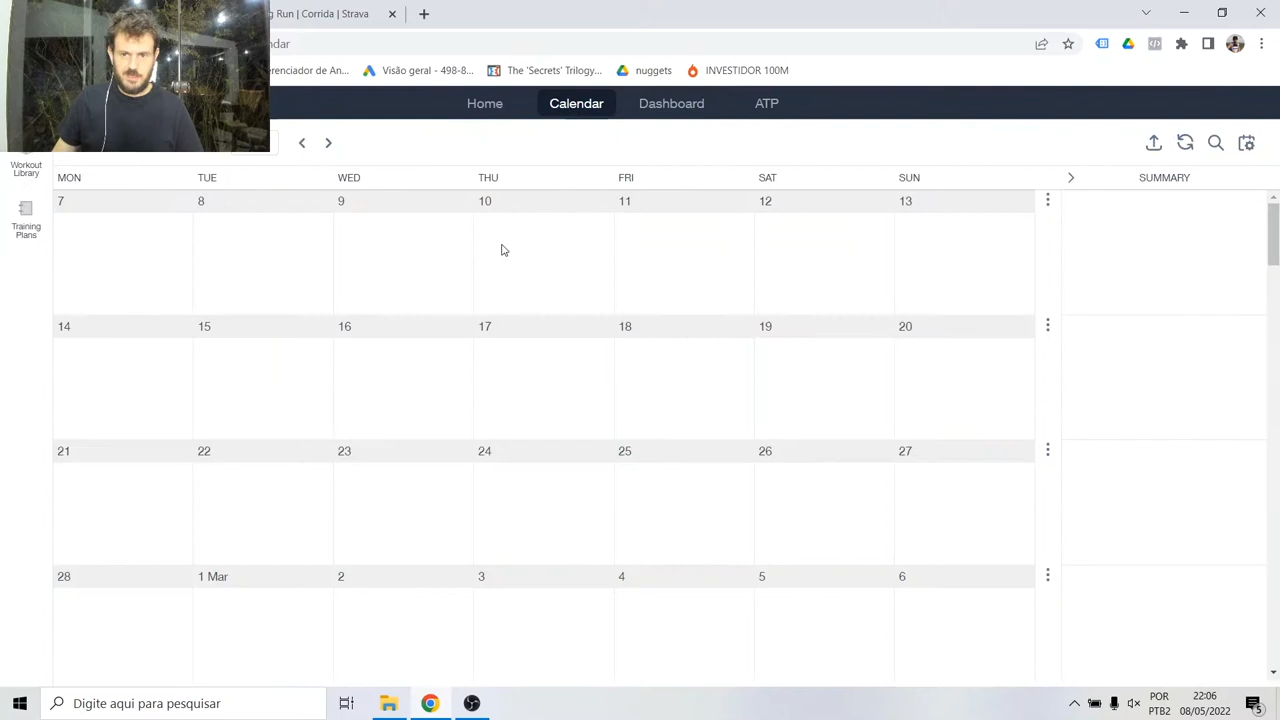 g Run | Corrida | Strava
ndar
erenciador de An...
Visão geral - 498-8...
The 'Secrets' Trilogy...
nuggets
INVESTIDOR 100M
Home
Calendar
Dashboard
ATP
Workout
Library
Training
Plans
MON TUE WED THU FRI SAT SUN SUMMARY
7 8 9 10 11 12 13
14 15 16 17 18 19 20
21 22 23 24 25 26 27
28 1 Mar 2 3 4 5 6
Digite aqui para pesquisar
POR
PTB2
22:06
08/05/2022
5